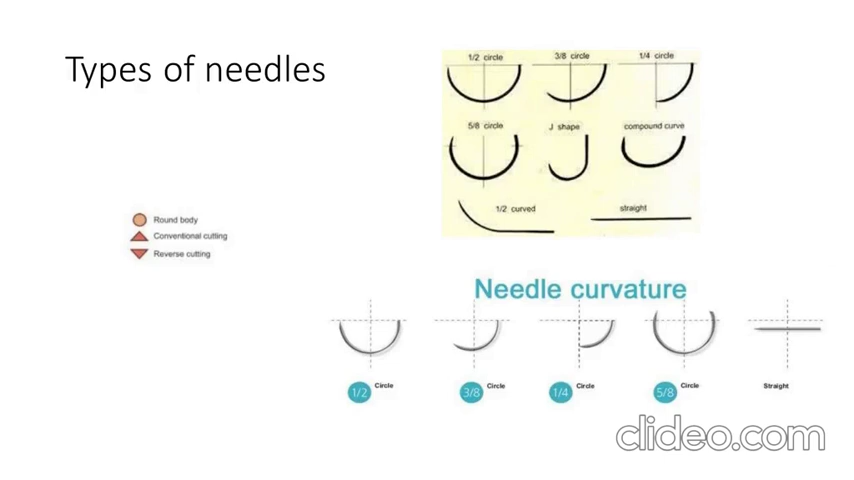 Types of needles
1/2 circle
3/8 circle
1/4 circle
5/8 circle
J shape
compound curve
1/2 curved
straight
Round body
Conventional cutting
Reverse cutting
Needle curvature
1/2 Circle
3/8 Circle
1/4 Circle
5/8 Circle
Straight
clideo.com